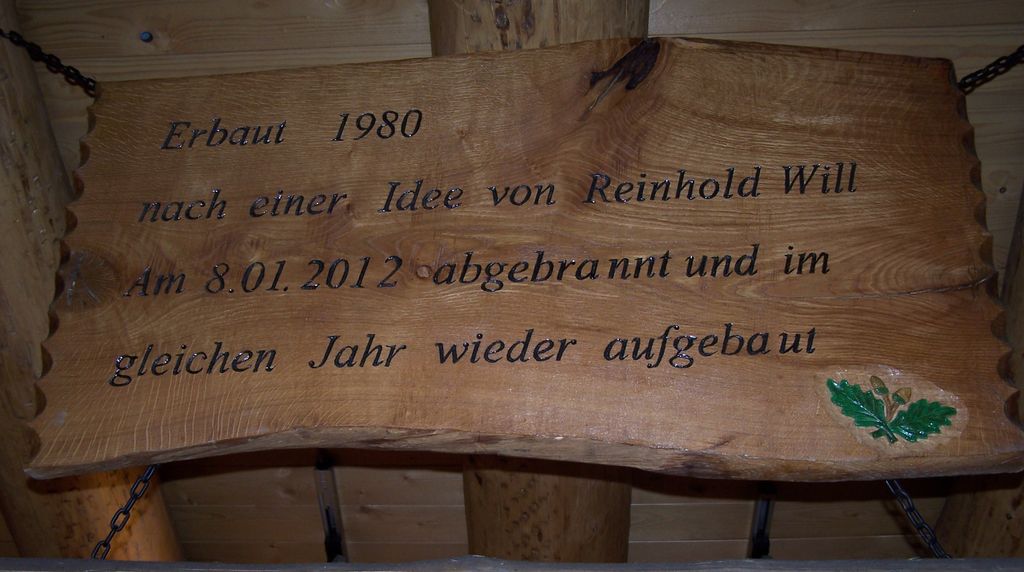 Erbaut 1980
nach einer Idee von Reinhold Will
Am 8.01.2012 abgebrannt und im
gleichen Jahr wieder aufgebaut